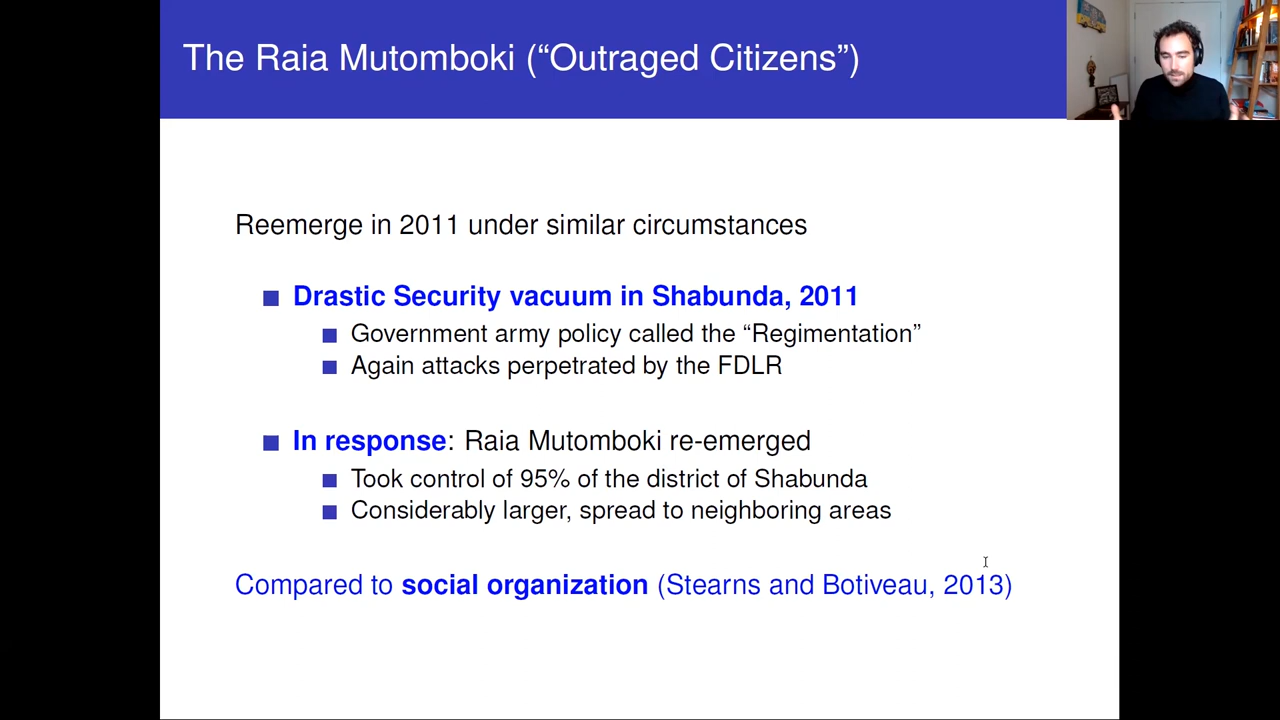 The Raia Mutomboki (“Outraged Citizens”)
Reemerge in 2011 under similar circumstances
Drastic Security vacuum in Shabunda, 2011
Government army policy called the “Regimentation”
Again attacks perpetrated by the FDLR
In response: Raia Mutomboki re-emerged
Took control of 95% of the district of Shabunda
Considerably larger, spread to neighboring areas
Compared to social organization (Stearns and Botiveau, 2013)